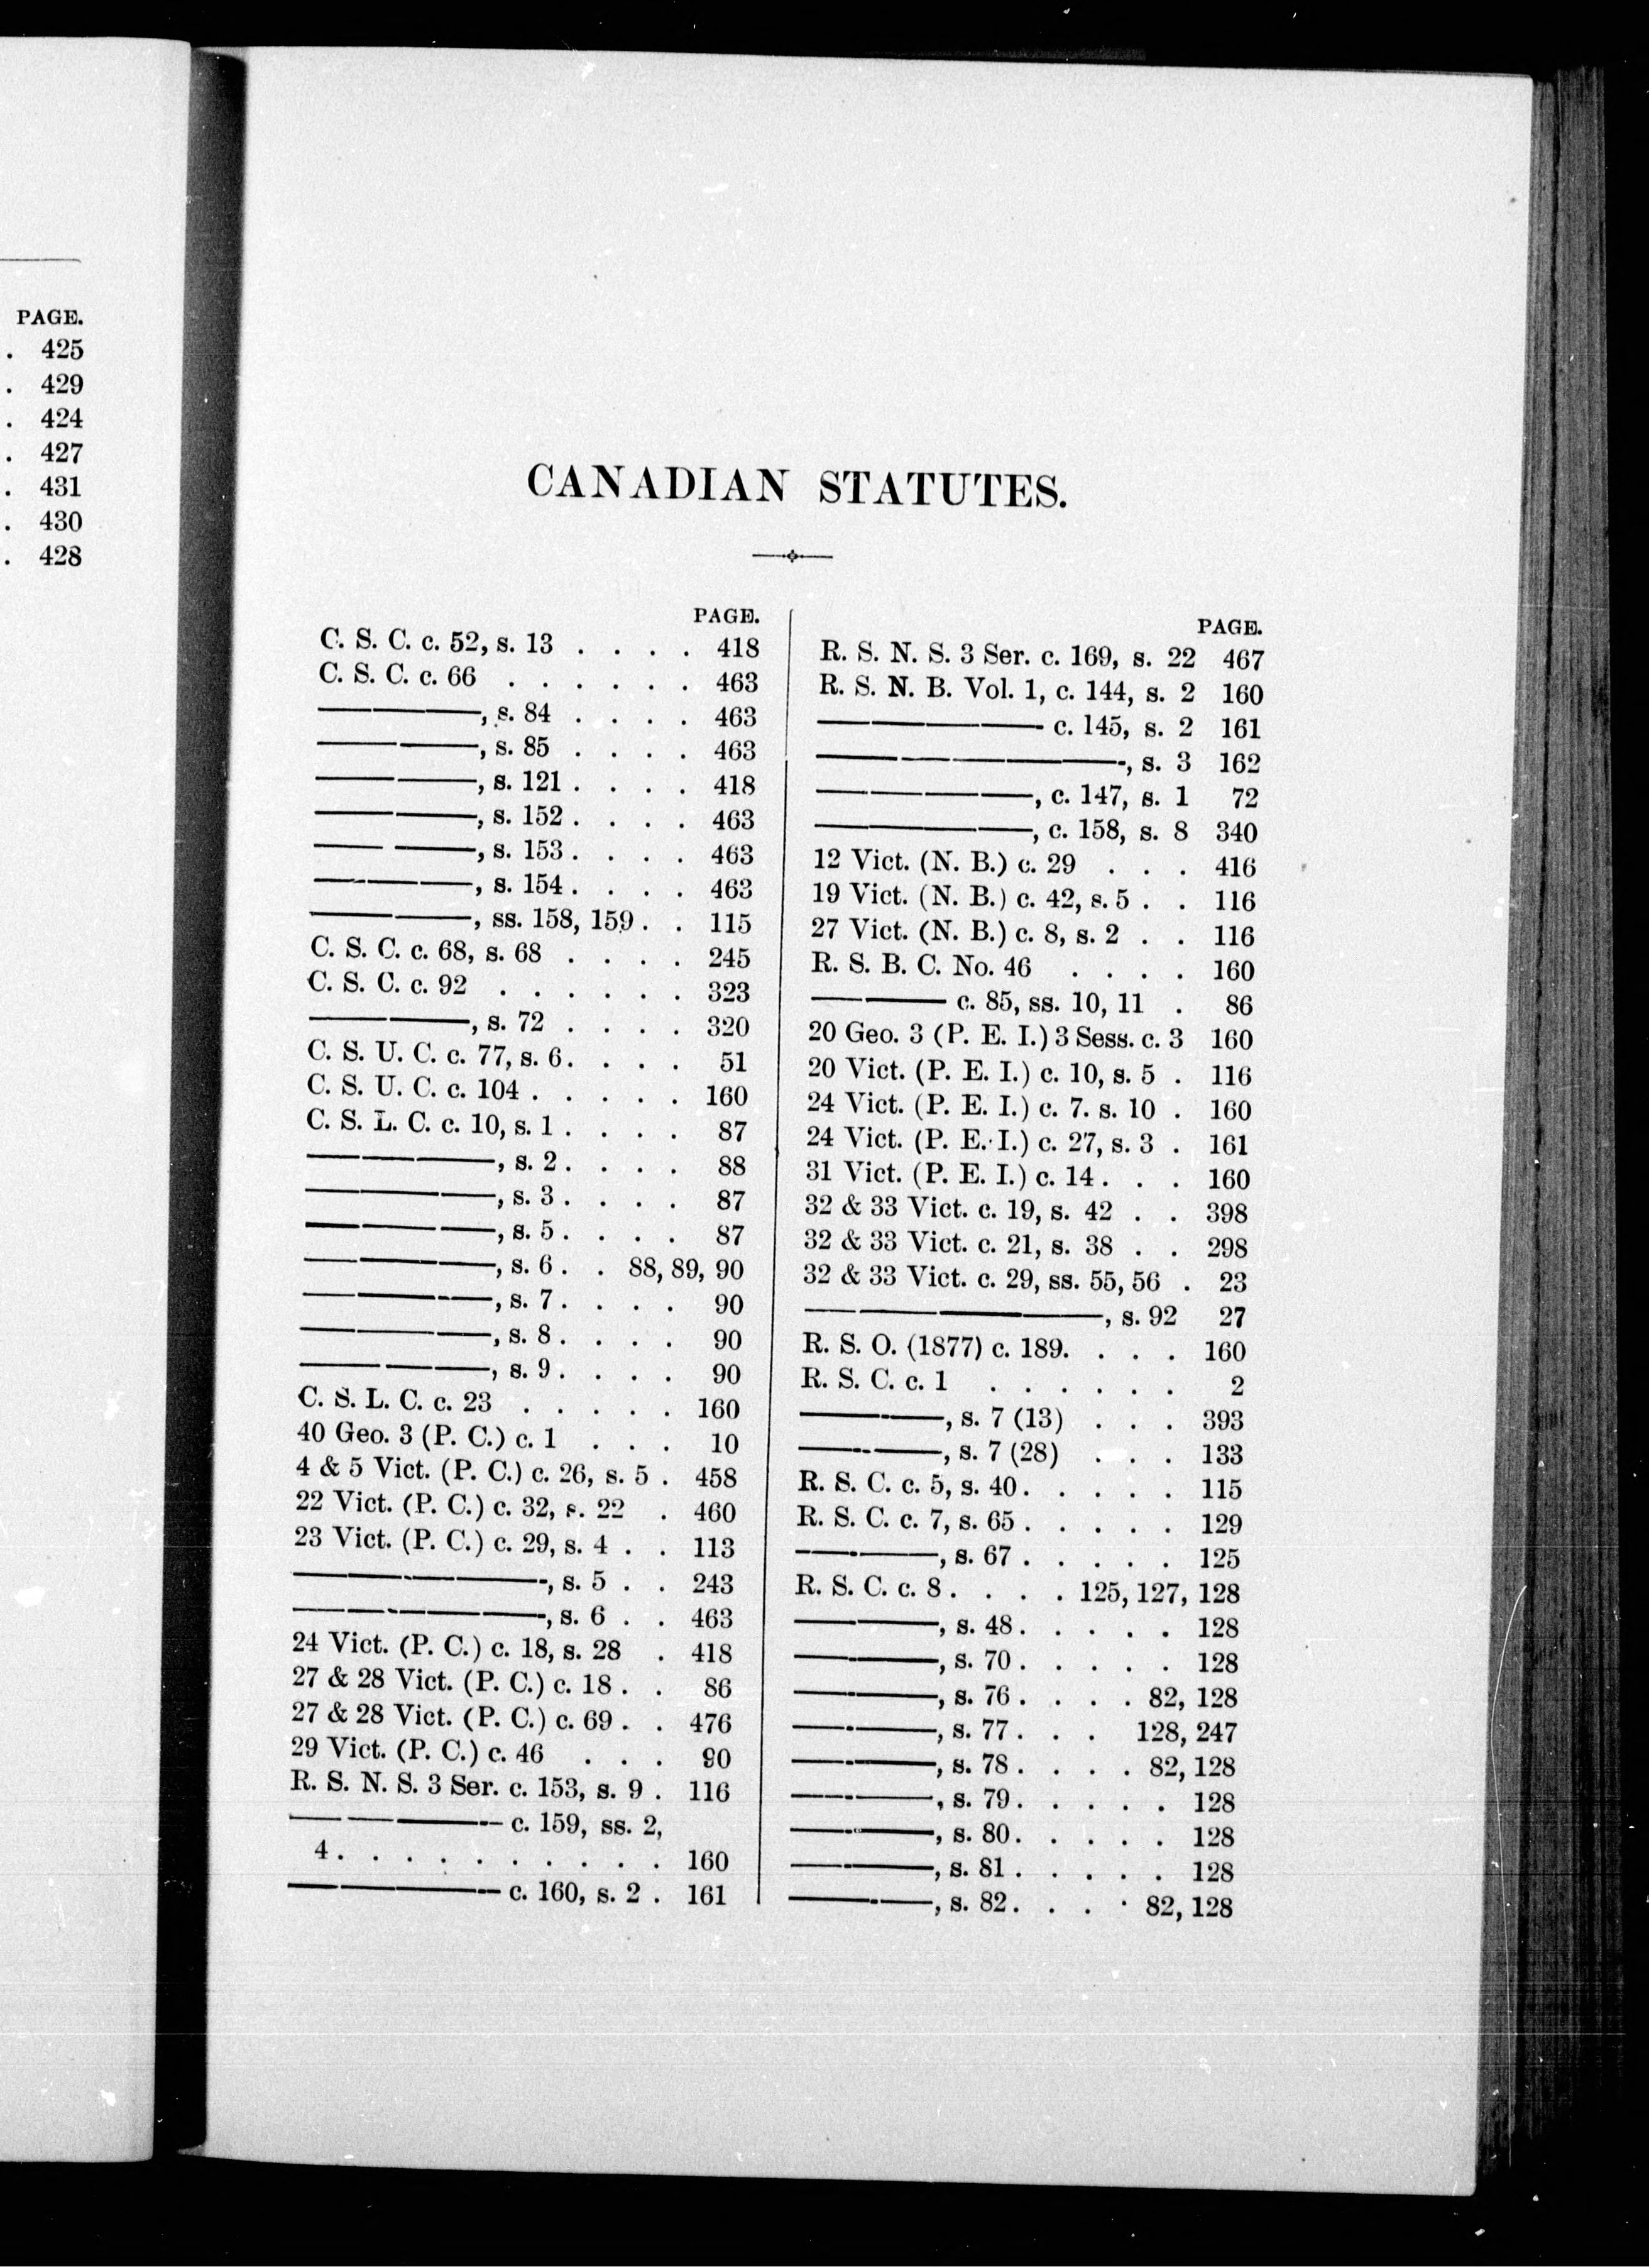 PAGE.
. 425
. 429
. 424
. 427
. 431
. 430
. 428
CANADIAN STATUTES.
PAGE.
C. S. C. c. 52, s. 13 . . . . 418
C. S. C. c. 66 . . . . . . 463
———, s. 84 . . . . 463
———, s. 85 . . . . 463
———, s. 121 . . . . 418
———, s. 152 . . . . 463
———, s. 153 . . . . 463
———, s. 154 . . . . 463
———, ss. 158, 159 . . 115
C. S. C. c. 68, s. 68 . . . . 245
C. S. C. c. 92 . . . . . . 323
———, s. 72 . . . . 320
C. S. U. C. c. 77, s. 6. . . . 51
C. S. U. C. c. 104 . . . . . 160
C. S. L. C. c. 10, s. 1 . . . . 87
———, s. 2 . . . . 88
———, s. 3 . . . . 87
———, s. 5 . . . . 87
———, s. 6 . . 88, 89, 90
———, s. 7 . . . . 90
———, s. 8 . . . . 90
———, s. 9 . . . . 90
C. S. L. C. c. 23 . . . . . 160
40 Geo. 3 (P. C.) c. 1 . . . 10
4 & 5 Vict. (P. C.) c. 26, s. 5 . 458
22 Vict. (P. C.) c. 32, s. 22 . 460
23 Vict. (P. C.) c. 29, s. 4 . . 113
———, s. 5 . . 243
———, s. 6 . . 463
24 Vict. (P. C.) c. 18, s. 28 . 418
27 & 28 Vict. (P. C.) c. 18 . . 86
27 & 28 Vict. (P. C.) c. 69 . . 476
29 Vict. (P. C.) c. 46 . . . 90
R. S. N. S. 3 Ser. c. 153, s. 9 . 116
——— c. 159, ss. 2,
4 . . . . . . . . . . 160
——— c. 160, s. 2 . 161
PAGE.
R. S. N. S. 3 Ser. c. 169, s. 22 467
R. S. N. B. Vol. 1, c. 144, s. 2 160
——— c. 145, s. 2 161
———, s. 3 162
———, c. 147, s. 1 72
———, c. 158, s. 8 340
12 Vict. (N. B.) c. 29 . . . 416
19 Vict. (N. B.) c. 42, s. 5 . . 116
27 Vict. (N. B.) c. 8, s. 2 . . 116
R. S. B. C. No. 46 . . . . 160
——— c. 85, ss. 10, 11 . 86
20 Geo. 3 (P. E. I.) 3 Sess. c. 3 160
20 Vict. (P. E. I.) c. 10, s. 5 . 116
24 Vict. (P. E. I.) c. 7. s. 10 . 160
24 Vict. (P. E. I.) c. 27, s. 3 . 161
31 Vict. (P. E. I.) c. 14 . . . 160
32 & 33 Vict. c. 19, s. 42 . . 398
32 & 33 Vict. c. 21, s. 38 . . 298
32 & 33 Vict. c. 29, ss. 55, 56 . 23
———, s. 92 27
R. S. O. (1877) c. 189. . . . 160
R. S. C. c. 1 . . . . . . 2
———, s. 7 (13) . . . 393
———, s. 7 (28) . . . 133
R. S. C. c. 5, s. 40 . . . . . 115
R. S. C. c. 7, s. 65 . . . . . 129
———, s. 67 . . . . . 125
R. S. C. c. 8 . . . . 125, 127, 128
———, s. 48 . . . . . 128
———, s. 70 . . . . . 128
———, s. 76 . . . . 82, 128
———, s. 77 . . . 128, 247
———, s. 78 . . . . 82, 128
———, s. 79 . . . . . 128
———, s. 80 . . . . . 128
———, s. 81 . . . . . 128
———, s. 82 . . . . 82, 128